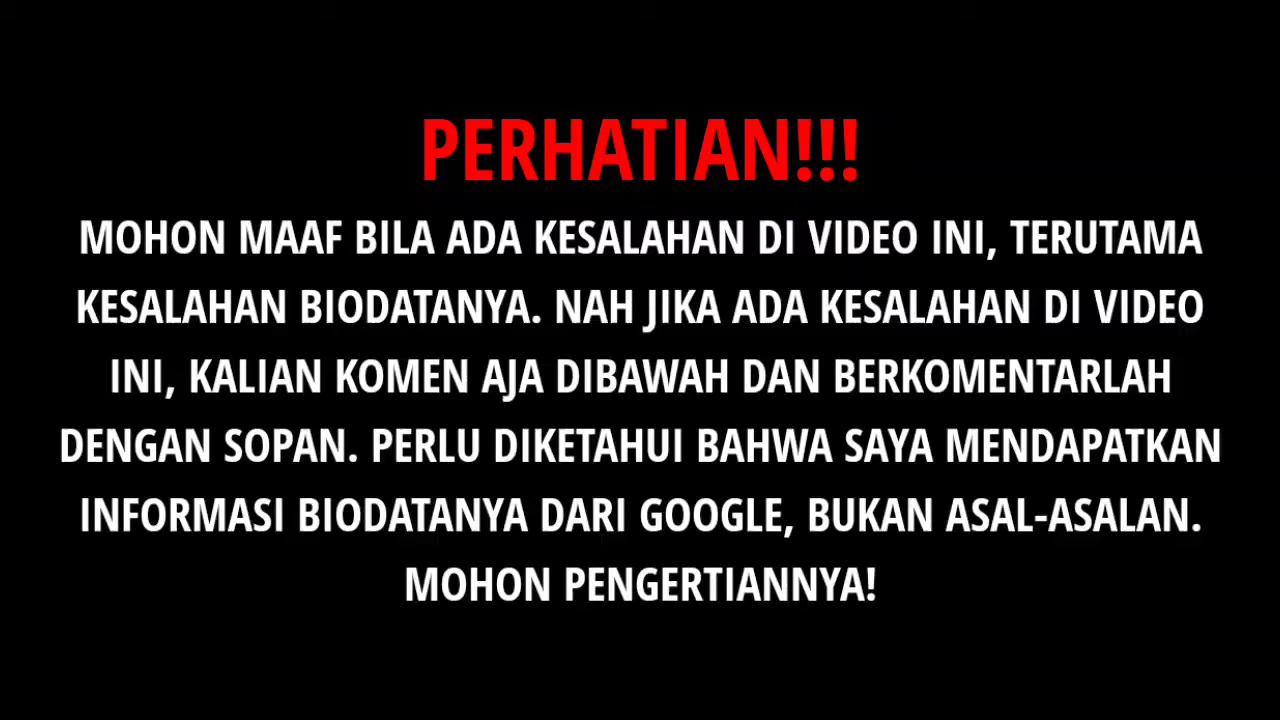 PERHATIAN!!!
MOHON MAAF BILA ADA KESALAHAN DI VIDEO INI, TERUTAMA
KESALAHAN BIODATANYA. NAH JIKA ADA KESALAHAN DI VIDEO
INI, KALIAN KOMEN AJA DIBAWAH DAN BERKOMENTARLAH
DENGAN SOPAN. PERLU DIKETAHUI BAHWA SAYA MENDAPATKAN
INFORMASI BIODATANYA DARI GOOGLE, BUKAN ASAL-ASALAN.
MOHON PENGERTIANNYA!